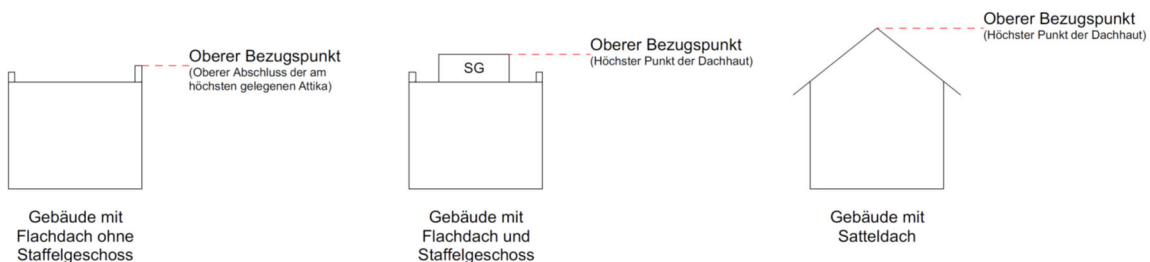 Oberer Bezugspunkt
(Oberer Abschluss der am
höchsten gelegenen Attika)
Gebäude mit
Flachdach ohne
Staffelgeschoss
SG
Oberer Bezugspunkt
(Höchster Punkt der Dachhaut)
Gebäude mit
Flachdach und
Staffelgeschoss
Oberer Bezugspunkt
(Höchster Punkt der Dachhaut)
Gebäude mit
Satteldach